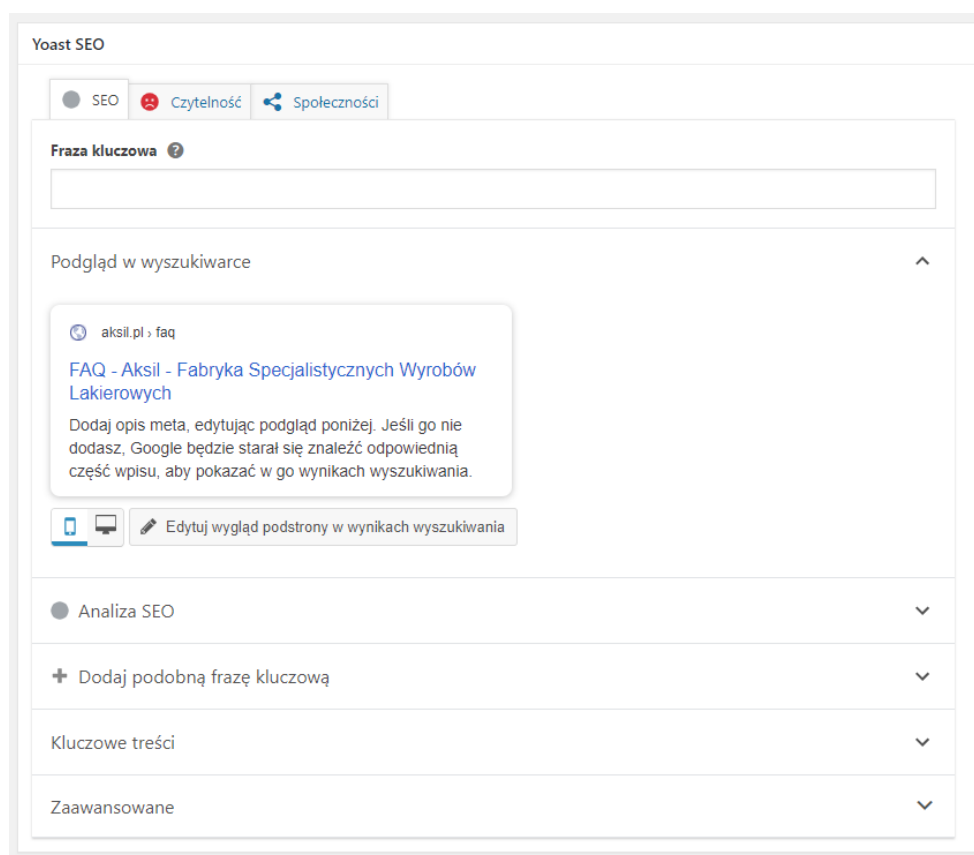 Yoast SEO
SEO
Czytelność
Społeczności
Fraza kluczowa ?
Podgląd w wyszukiwarce
aksil.pl › faq
FAQ - Aksil - Fabryka Specjalistycznych Wyrobów
Lakierowych
Dodaj opis meta, edytując podgląd poniżej. Jeśli go nie
dodasz, Google będzie starał się znaleźć odpowiednią
część wpisu, aby pokazać w go wynikach wyszukiwania.
Edytuj wygląd podstrony w wynikach wyszukiwania
Analiza SEO
Dodaj podobną frazę kluczową
Kluczowe treści
Zaawansowane